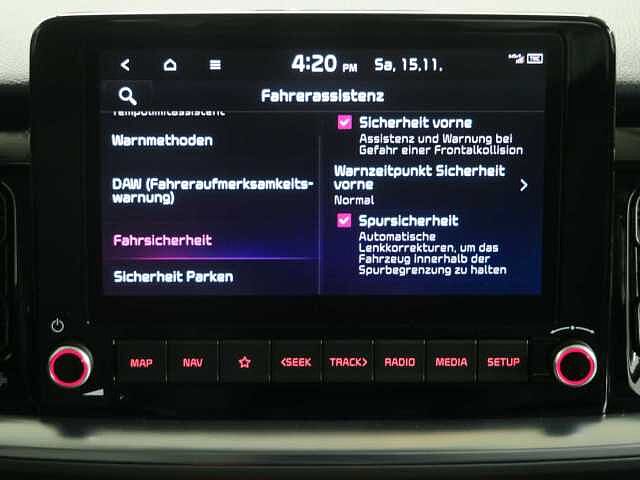 4:20 PM Sa, 15.11.
Fahrerassistenz
Tempolimitassistent
Warnmethoden
DAW (Fahreraufmerksamkeits-
warnung)
Fahrsicherheit
Sicherheit Parken
Sicherheit vorne
Assistenz und Warnung bei
Gefahr einer Frontalkollision
Warnzeitpunkt Sicherheit
vorne
Normal
Spursicherheit
Automatische
Lenkkorrekturen, um das
Fahrzeug innerhalb der
Spurbegrenzung zu halten
MAP NAV <SEEK TRACK> RADIO MEDIA SETUP